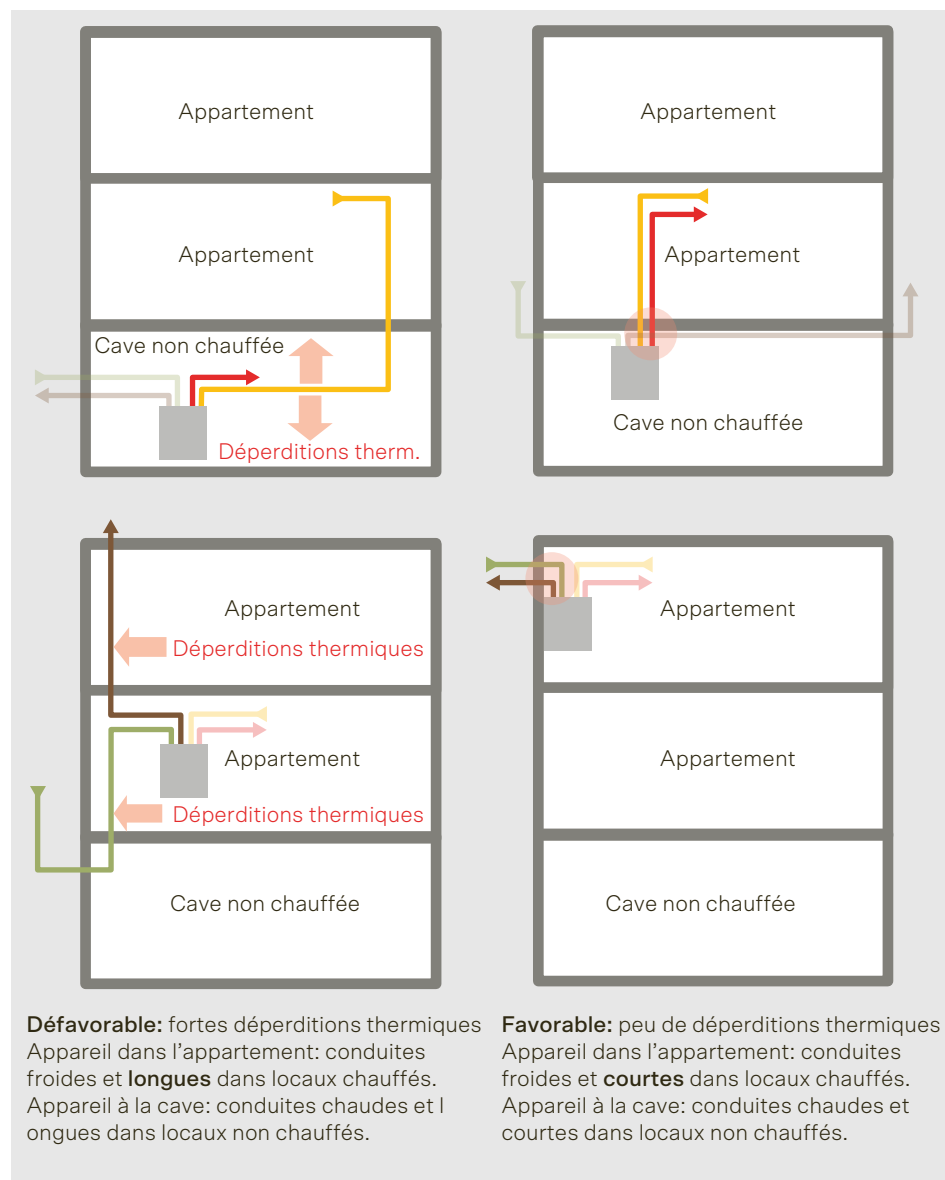 Appartement
Appartement
Cave non chauffée
Déperditions therm.
Appartement
Appartement
Cave non chauffée
Appartement
Déperditions thermiques
Appartement
Déperditions thermiques
Cave non chauffée
Appartement
Appartement
Cave non chauffée
Défavorable: fortes déperditions thermiques
Appareil dans l’appartement: conduites
froides et longues dans locaux chauffés.
Appareil à la cave: conduites chaudes et l
ongues dans locaux non chauffés.
Favorable: peu de déperditions thermiques
Appareil dans l’appartement: conduites
froides et courtes dans locaux chauffés.
Appareil à la cave: conduites chaudes et
courtes dans locaux non chauffés.